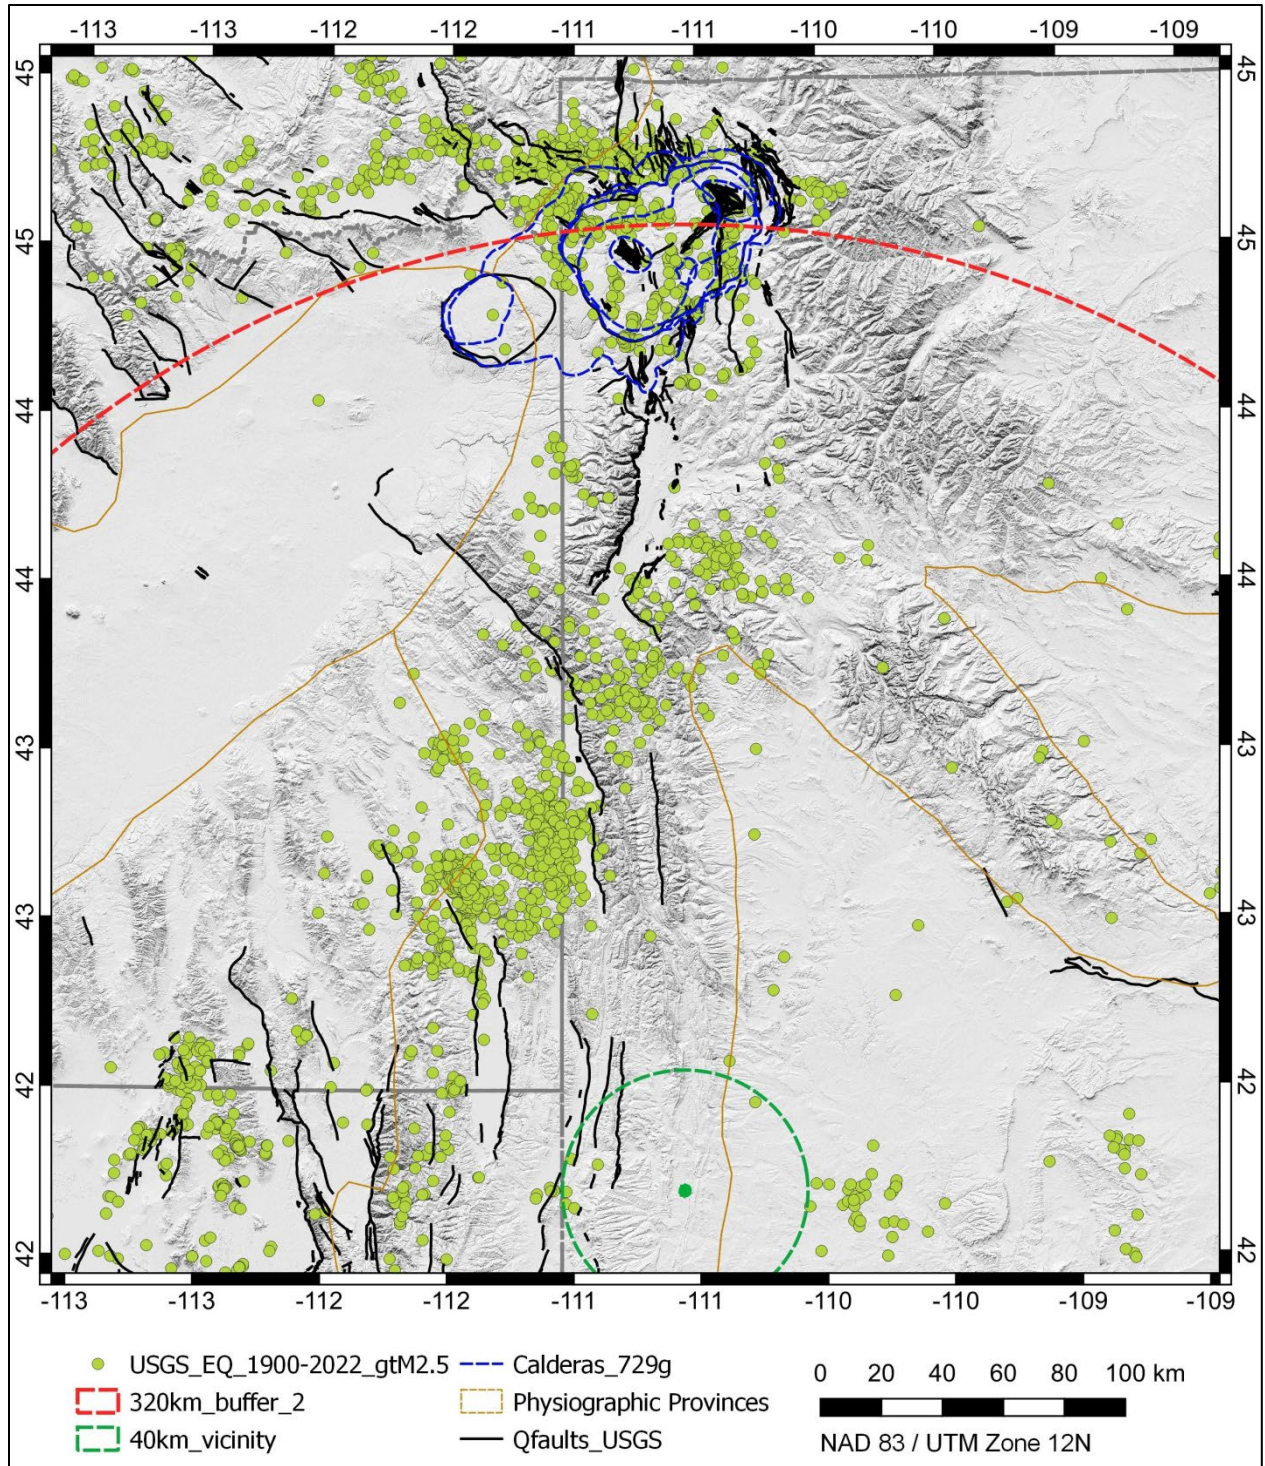 -113 -113 -112 -112 -111 -111 -110 -110 -109 -109
45 45
45 45
44 44
44 44
43 43
43 43
42 42
42 42
-113 -113 -112 -112 -111 -111 -110 -110 -109 -109
USGS_EQ_1900-2022_gtM2.5 Calderas_729g 0 20 40 60 80 100 km
320km_buffer_2 Physiographic Provinces
40km_vicinity Qfaults_USGS NAD 83 / UTM Zone 12N